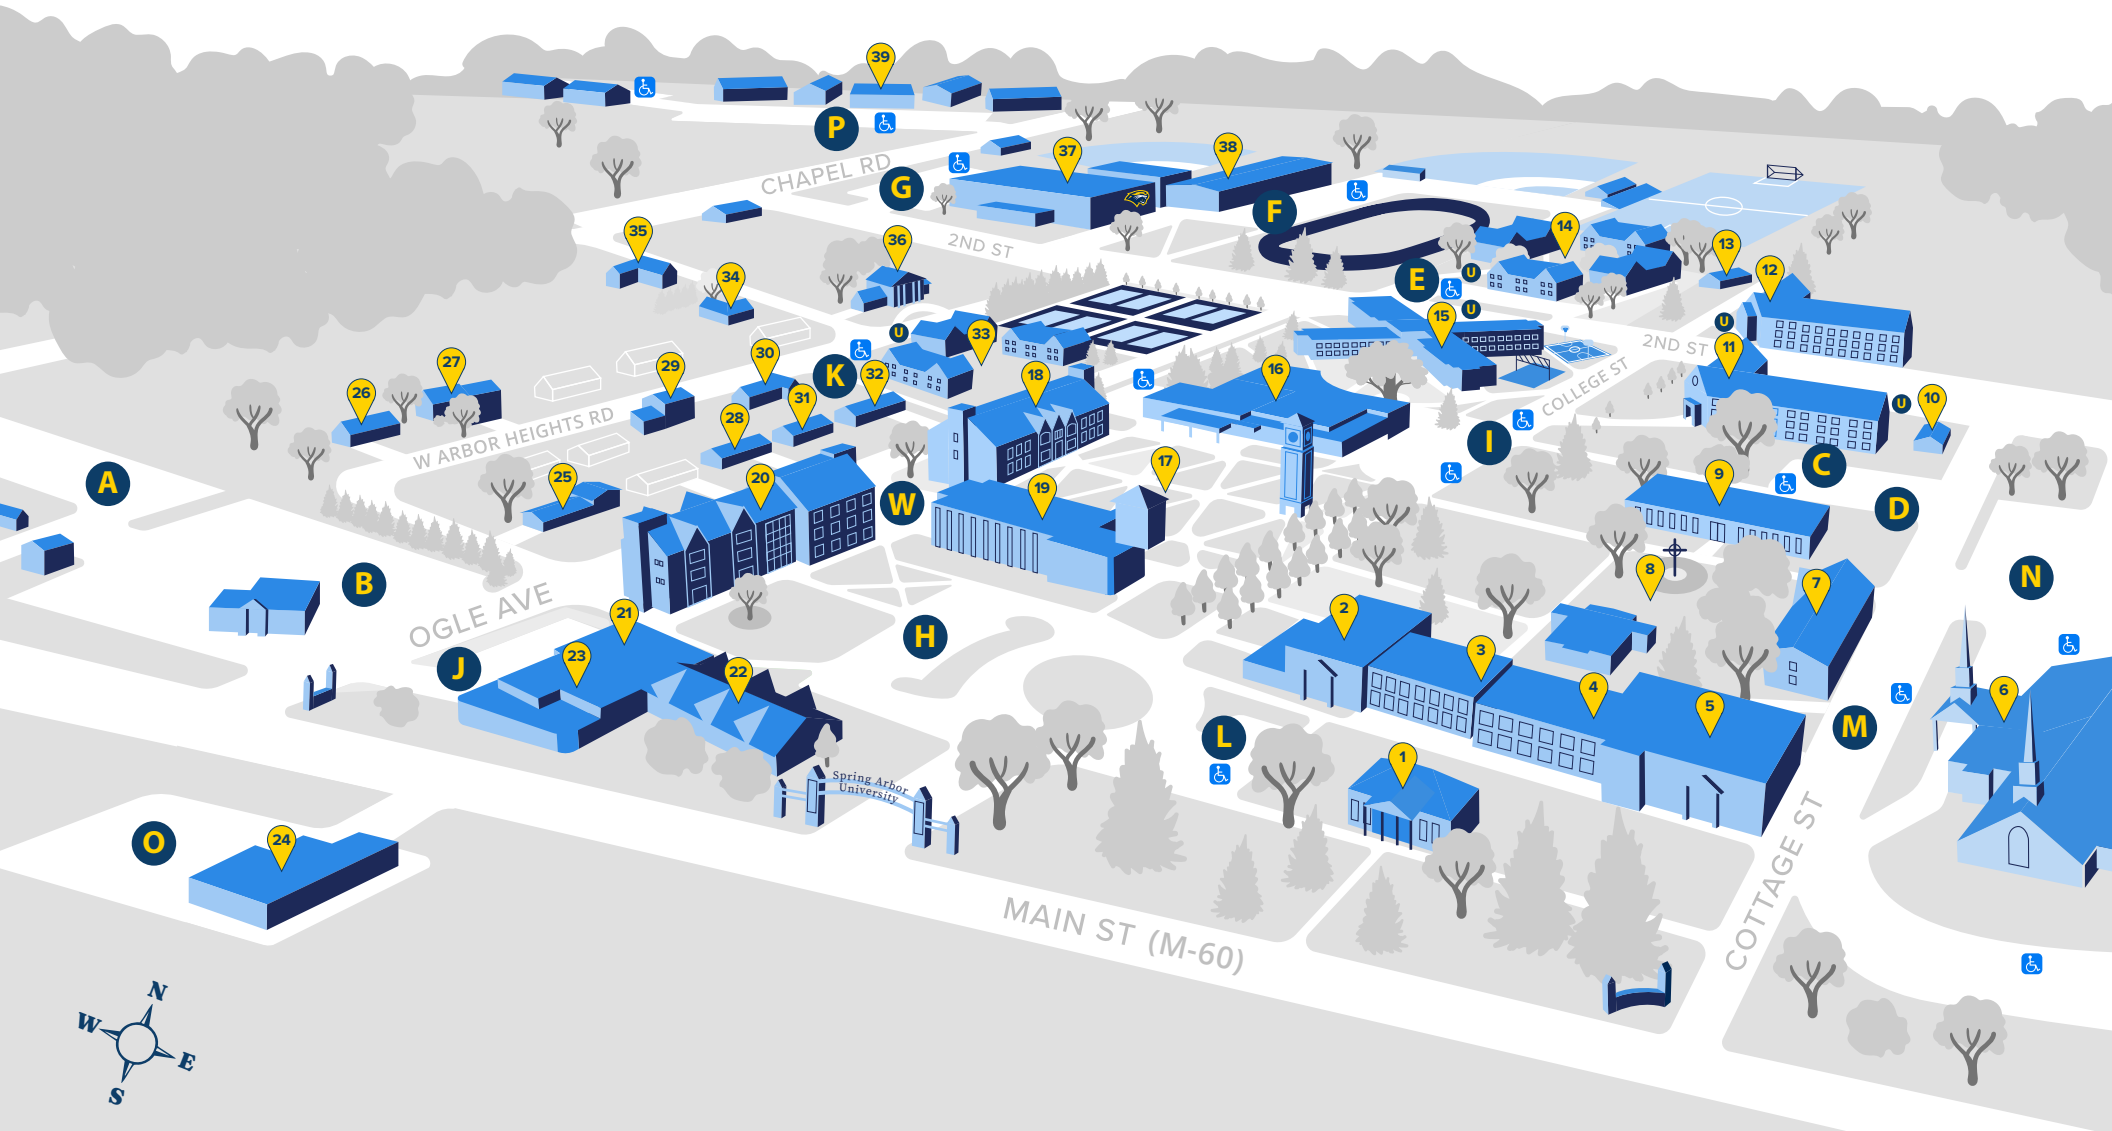 39
P
CHAPEL RD
37
38
G
F
2ND ST
35
36
34
14
13
12
E
U
U
15
U
2ND ST
11
U
33
30
K
32
18
16
COLLEGE ST
10
U
27
26
29
31
28
W ARBOR HEIGHTS RD
I
C
17
9
A
25
20
W
19
D
B
8
7
N
OGLE AVE
21
2
H
J
23
22
3
4
5
6
L
M
1
Spring Arbor
University
O
24
COTTAGE ST
MAIN ST (M-60)
N
W
E
S